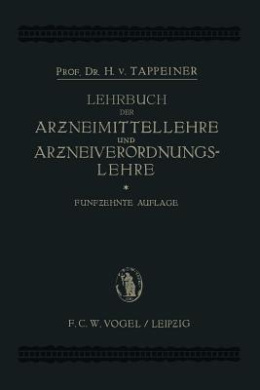 PROF. DR. H. V. TAPPEINER
LEHRBUCH
DER
ARZNEIMITTELLEHRE
UND
ARZNEIVERORDNUNGS-
LEHRE
*
FÜNFZEHNTE AUFLAGE
F. C. W. VOGEL / LEIPZIG